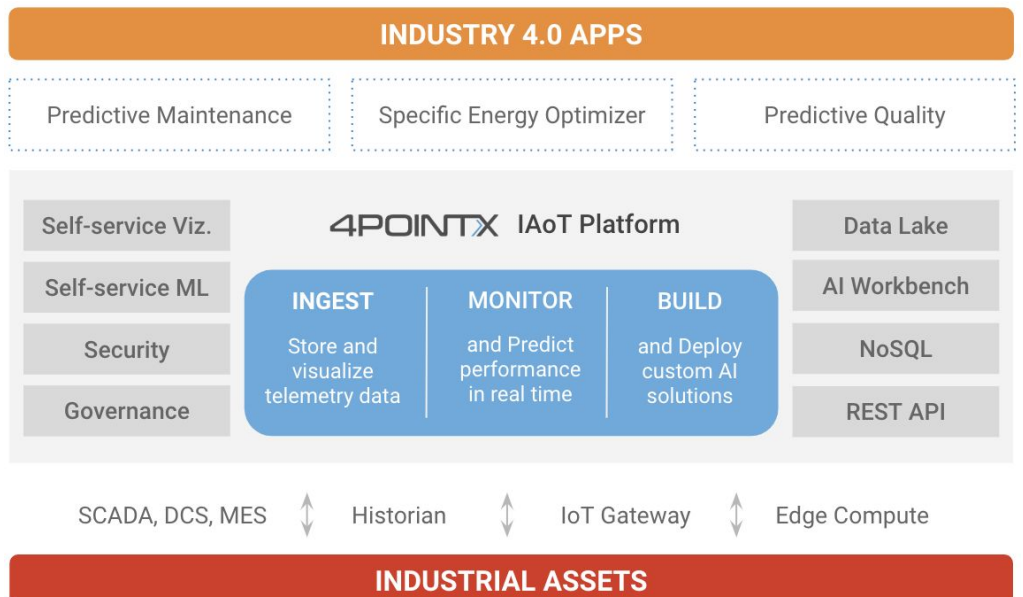 INDUSTRY 4.0 APPS
Predictive Maintenance
Specific Energy Optimizer
Predictive Quality
4POINTX IAoT Platform
Self-service Viz.
Self-service ML
Security
Governance
INGEST
Store and
visualize
telemetry data
MONITOR
and Predict
performance
in real time
BUILD
and Deploy
custom AI
solutions
Data Lake
AI Workbench
NoSQL
REST API
SCADA, DCS, MES
Historian
IoT Gateway
Edge Compute
INDUSTRIAL ASSETS